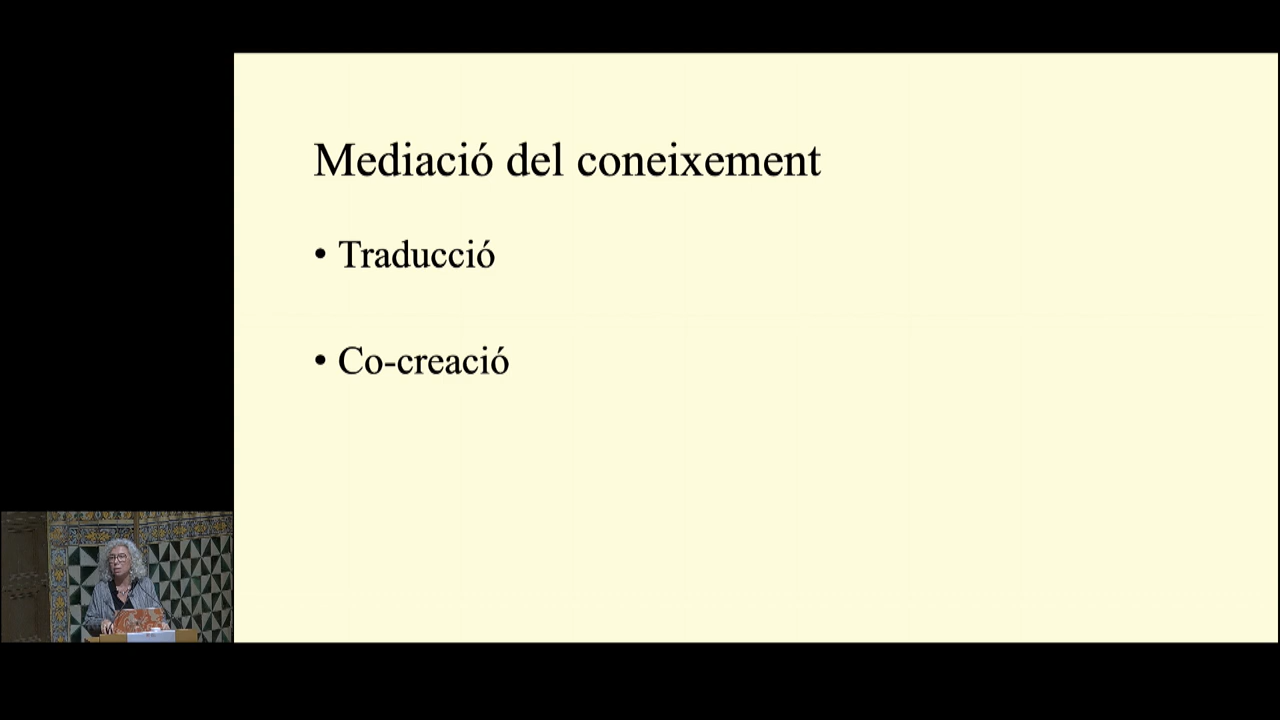 Mediació del coneixement
• Traducció
• Co-creació